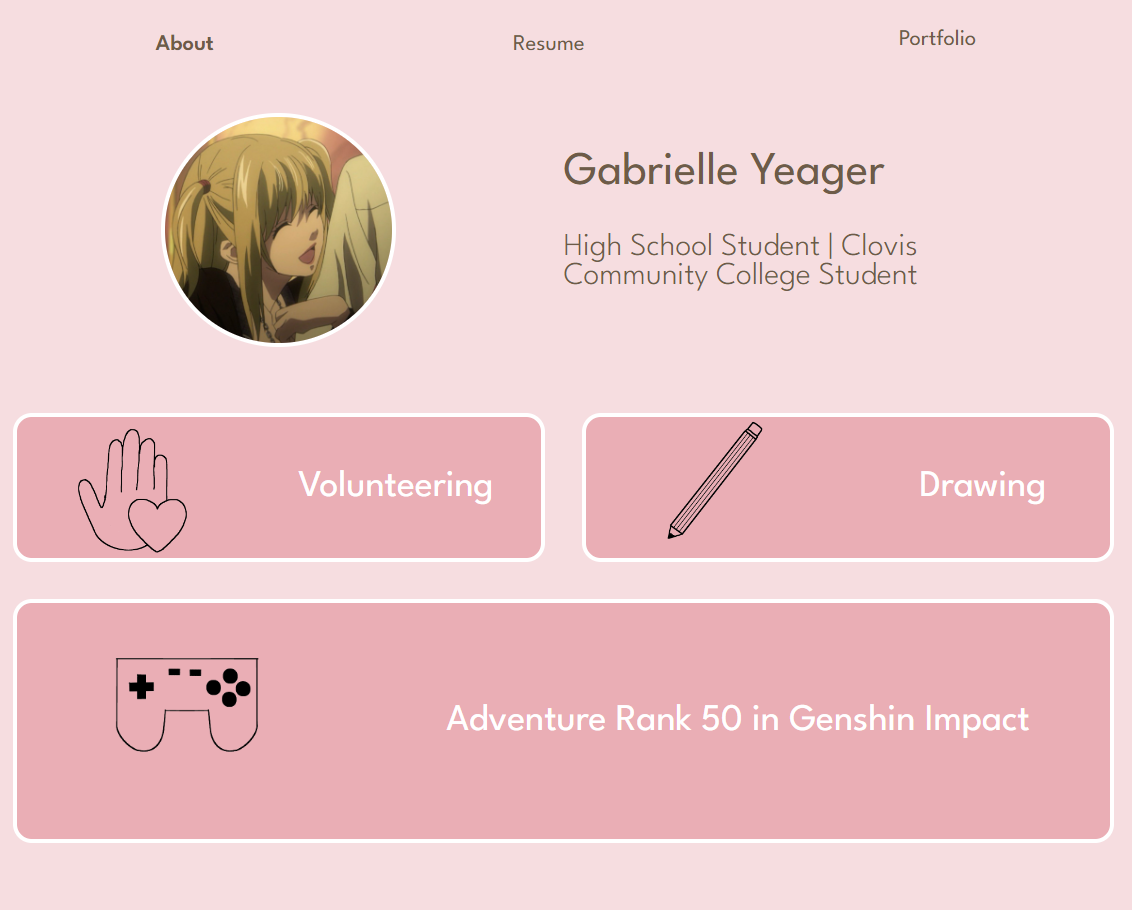 About
Resume
Portfolio
Gabrielle Yeager
High School Student | Clovis
Community College Student
Volunteering
Drawing
Adventure Rank 50 in Genshin Impact